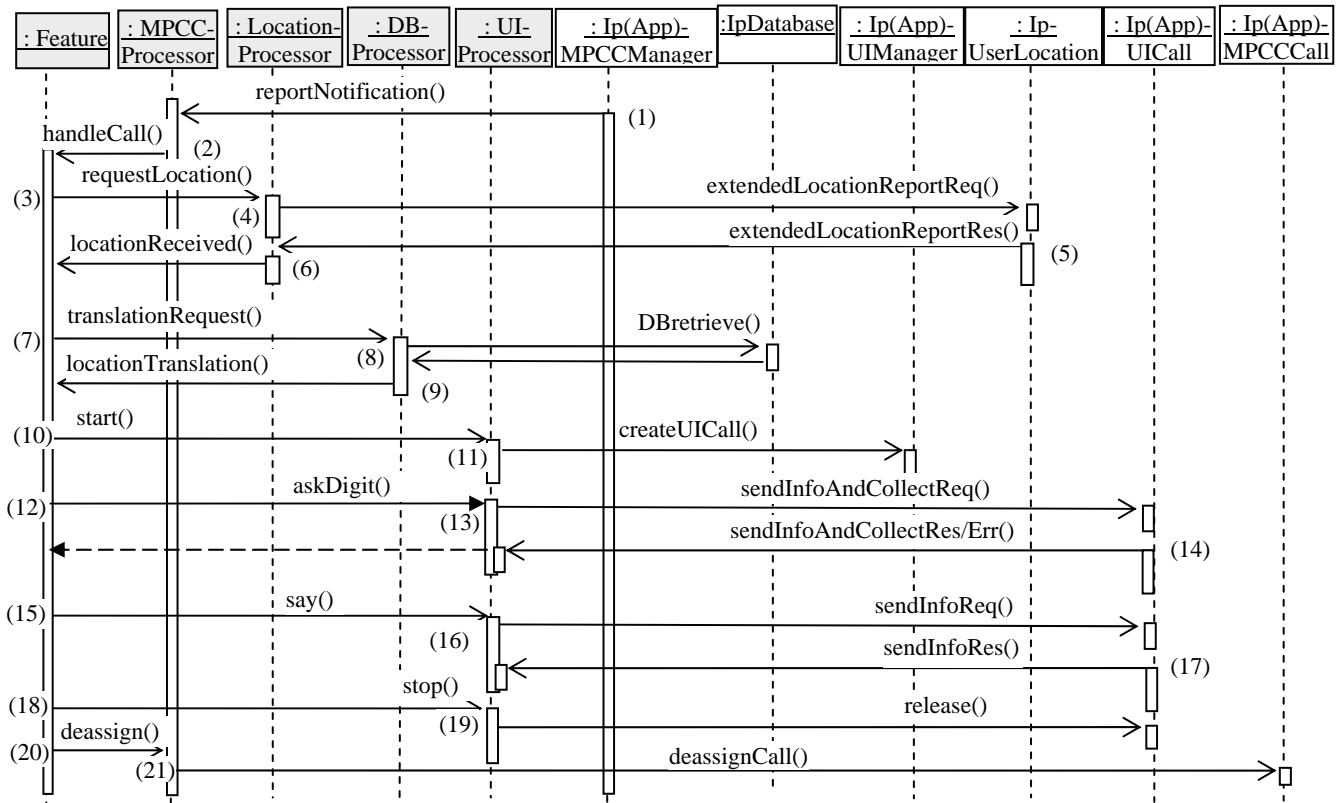 : Feature
: MPCC-
Processor
: Location-
Processor
: DB-
Processor
: UI-
Processor
: Ip(App)-
MPCCManager
:IpDatabase
: Ip(App)-
UIManager
: Ip-
UserLocation
: Ip(App)-
UICall
: Ip(App)-
MPCCCall
reportNotification()
(1)
handleCall()
(2)
requestLocation()
(3)
(4)
extendedLocationReportReq()
locationReceived()
extendedLocationReportRes()
(5)
(6)
translationRequest()
(7)
(8)
DBretrieve()
locationTranslation()
(9)
start()
(10)
(11)
createUICall()
askDigit()
(12)
(13)
sendInfoAndCollectReq()
sendInfoAndCollectRes/Err()
(14)
say()
(15)
(16)
sendInfoReq()
sendInfoRes()
(17)
stop()
(18)
(19)
release()
deassign()
(20)
(21)
deassignCall()